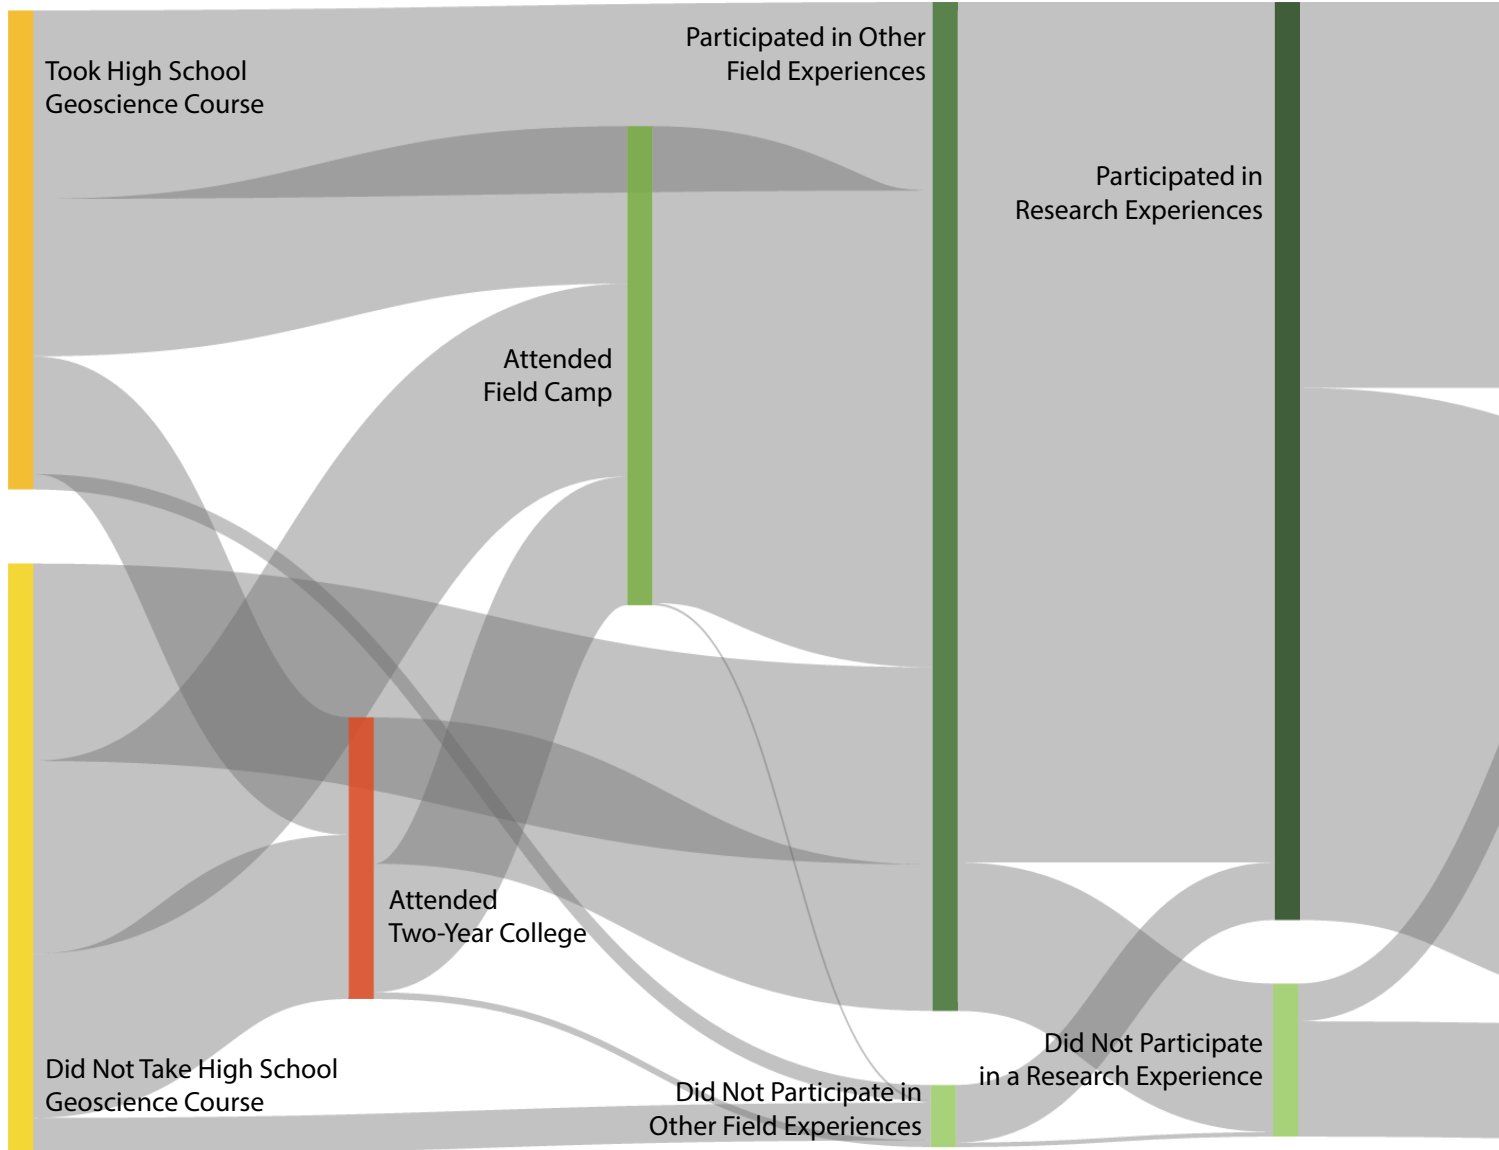 Took High School
Geoscience Course
Participated in Other
Field Experiences
Participated in
Research Experiences
Attended
Field Camp
Attended
Two-Year College
Did Not Take High School
Geoscience Course
Did Not Participate in
Other Field Experiences
Did Not Participate
in a Research Experience